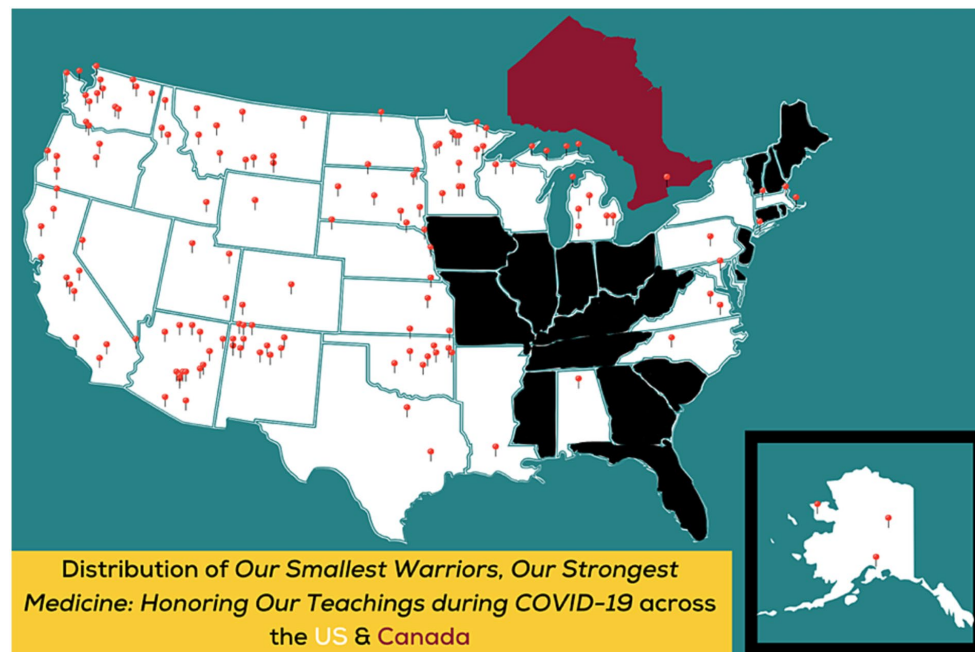 Distribution of Our Smallest Warriors, Our Strongest
Medicine: Honoring Our Teachings during COVID-19 across
the US & Canada